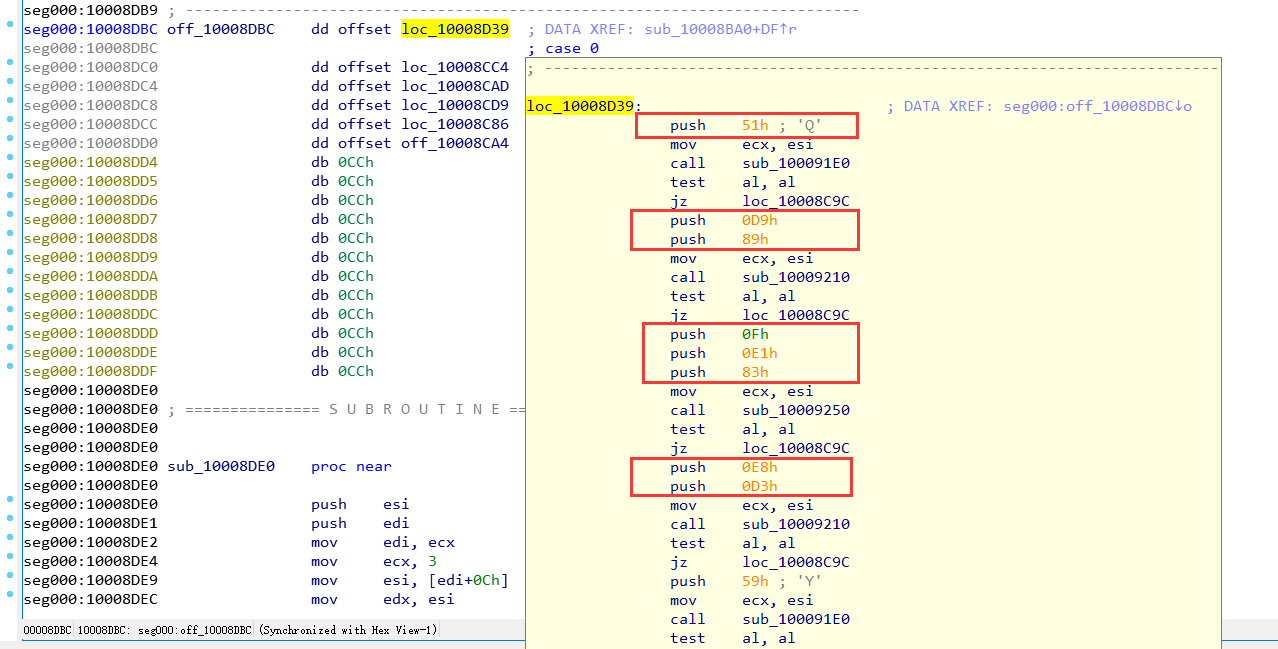 seg000:10008DB9 ; ---------------------------------------------------------------------------
seg000:10008DBC off_10008DBC    dd offset loc_10008D39  ; DATA XREF: sub_10008BA0+DF↑r
seg000:10008DBC                                         ; case 0
seg000:10008DC0                 dd offset loc_10008CC4
seg000:10008DC4                 dd offset loc_10008CAD
seg000:10008DC8                 dd offset loc_10008CD9
seg000:10008DCC                 dd offset loc_10008C86
seg000:10008DD0                 dd offset off_10008CA4
seg000:10008DD4                 db 0CCh
seg000:10008DD5                 db 0CCh
seg000:10008DD6                 db 0CCh
seg000:10008DD7                 db 0CCh
seg000:10008DD8                 db 0CCh
seg000:10008DD9                 db 0CCh
seg000:10008DDA                 db 0CCh
seg000:10008DDB                 db 0CCh
seg000:10008DDC                 db 0CCh
seg000:10008DDD                 db 0CCh
seg000:10008DDE                 db 0CCh
seg000:10008DDF                 db 0CCh
seg000:10008DE0
seg000:10008DE0 ; =============== S U B R O U T I N E ==
seg000:10008DE0
seg000:10008DE0
seg000:10008DE0 sub_10008DE0    proc near
seg000:10008DE0
seg000:10008DE0                 push    esi
seg000:10008DE1                 push    edi
seg000:10008DE2                 mov     edi, ecx
seg000:10008DE4                 mov     ecx, 3
seg000:10008DE9                 mov     esi, [edi+0Ch]
seg000:10008DEC                 mov     edx, esi
00008DBC 10008DBC: seg000:off_10008DBC (Synchronized with Hex View-1)
; ---------------------------------------------------------------------------
loc_10008D39:                           ; DATA XREF: seg000:off_10008DBC↓o
push    51h ; 'Q'
mov     ecx, esi
call    sub_100091E0
test    al, al
jz      loc_10008C9C
push    0D9h
push    89h
mov     ecx, esi
call    sub_10009210
test    al, al
jz      loc_10008C9C
push    0Fh
push    0E1h
push    83h
mov     ecx, esi
call    sub_10009250
test    al, al
jz      loc_10008C9C
push    0E8h
push    0D3h
mov     ecx, esi
call    sub_10009210
test    al, al
jz      loc_10008C9C
push    59h ; 'Y'
mov     ecx, esi
call    sub_100091E0
test    al, al